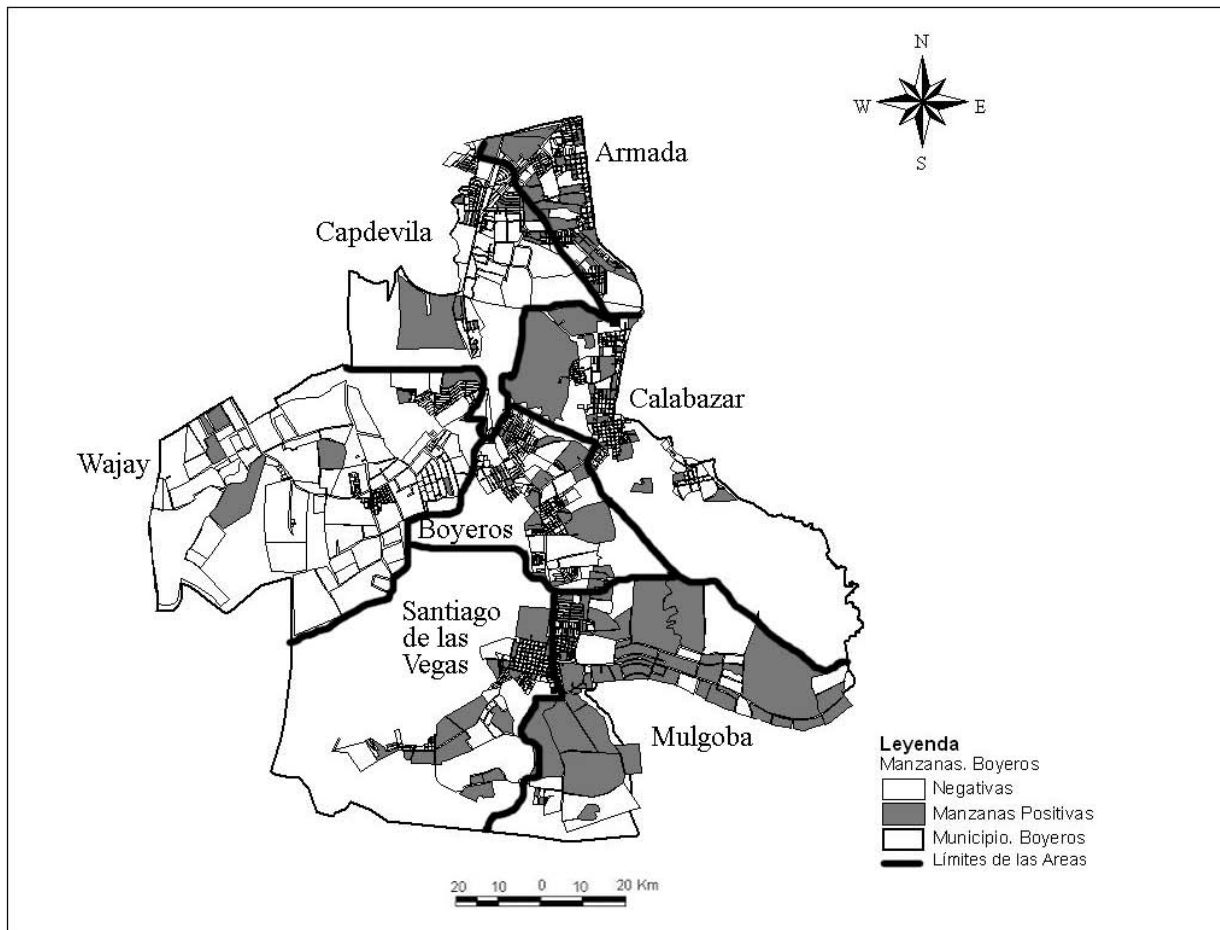 N
W E
S
Armada
Capdevila
Calabazar
Wajay
Boyeros
Santiago
de las
Vegas
Mulgoba
Leyenda
Manzanas. Boyeros
Negativas
Manzanas Positivas
Municipio. Boyeros
Límites de las Areas
20 10 0 10 20 Km